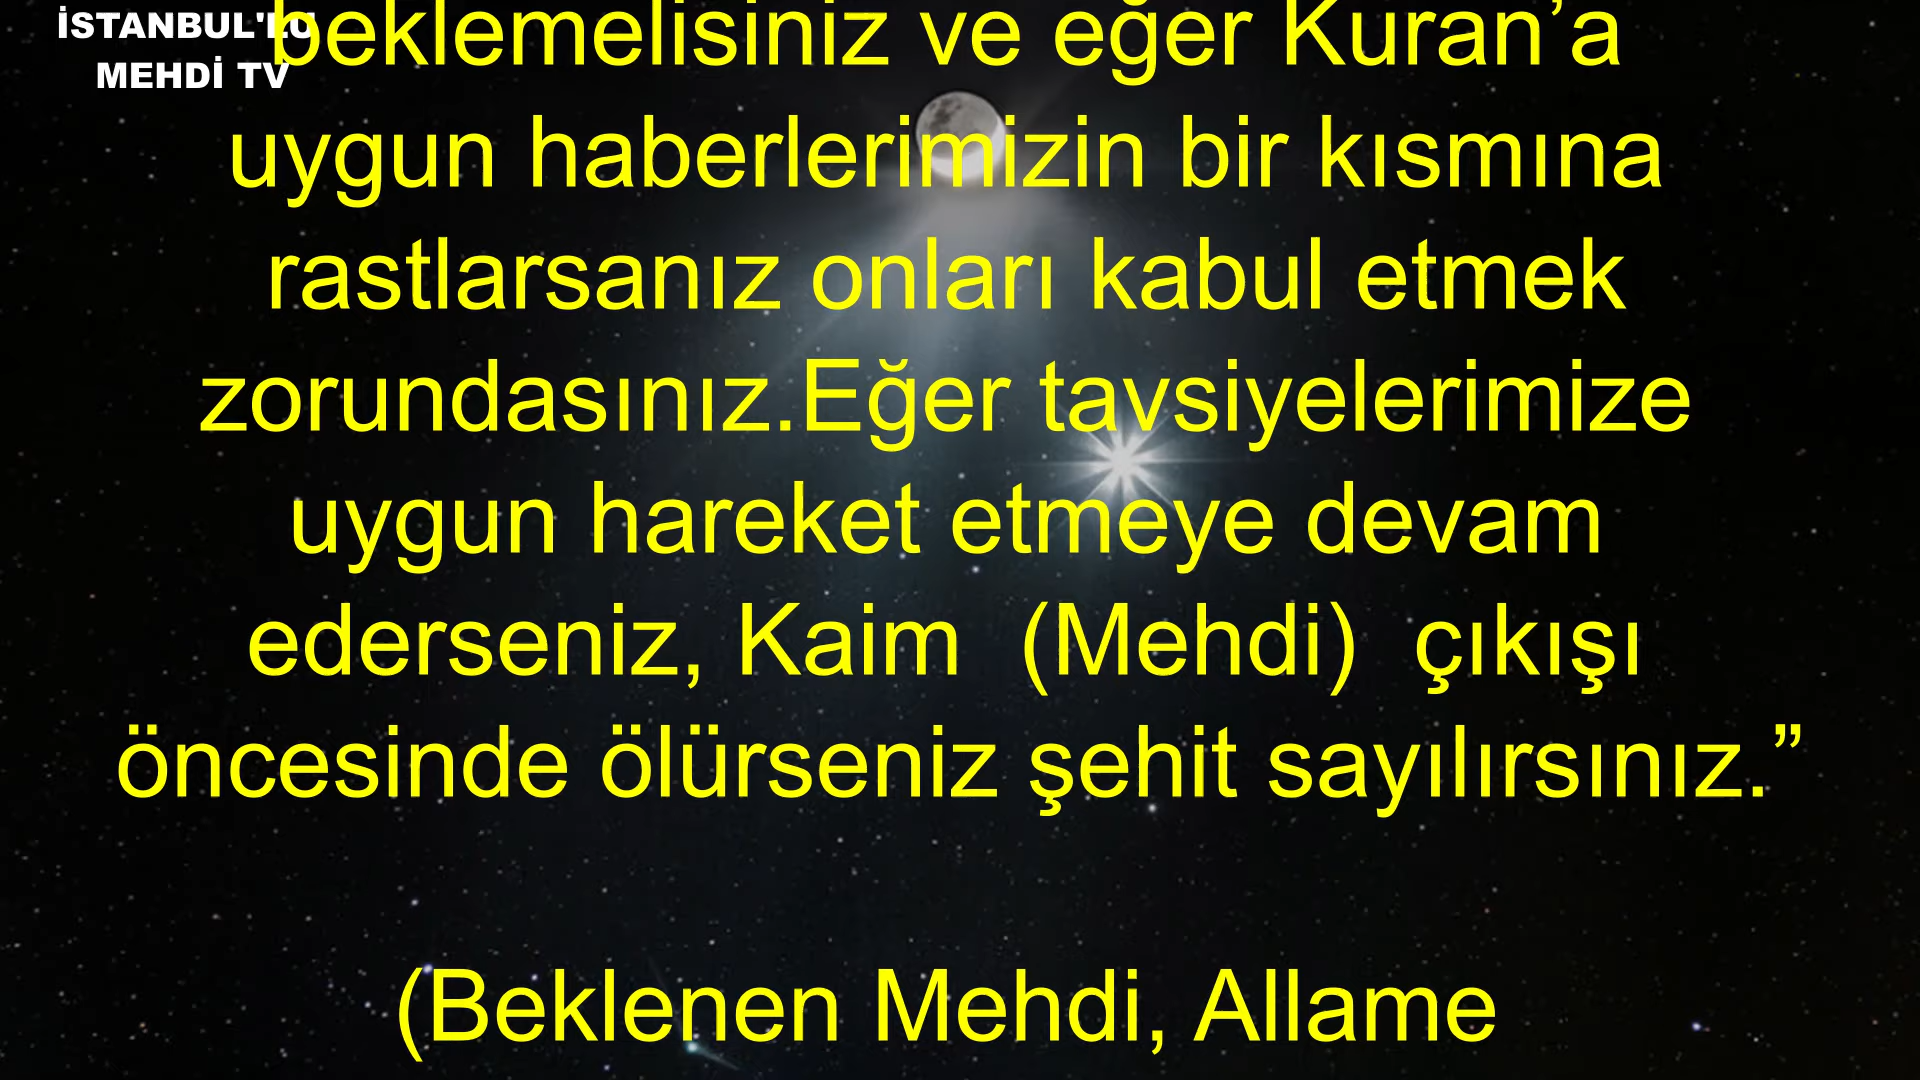 İSTANBUL'LU
MEHDİ TV
beklemelisiniz ve eğer Kuran’a
uygun haberlerimizin bir kısmına
rastlarsanız onları kabul etmek
zorundasınız.Eğer tavsiyelerimize
uygun hareket etmeye devam
ederseniz, Kaim (Mehdi) çıkışı
öncesinde ölürseniz şehit sayılırsınız.”
(Beklenen Mehdi, Allame